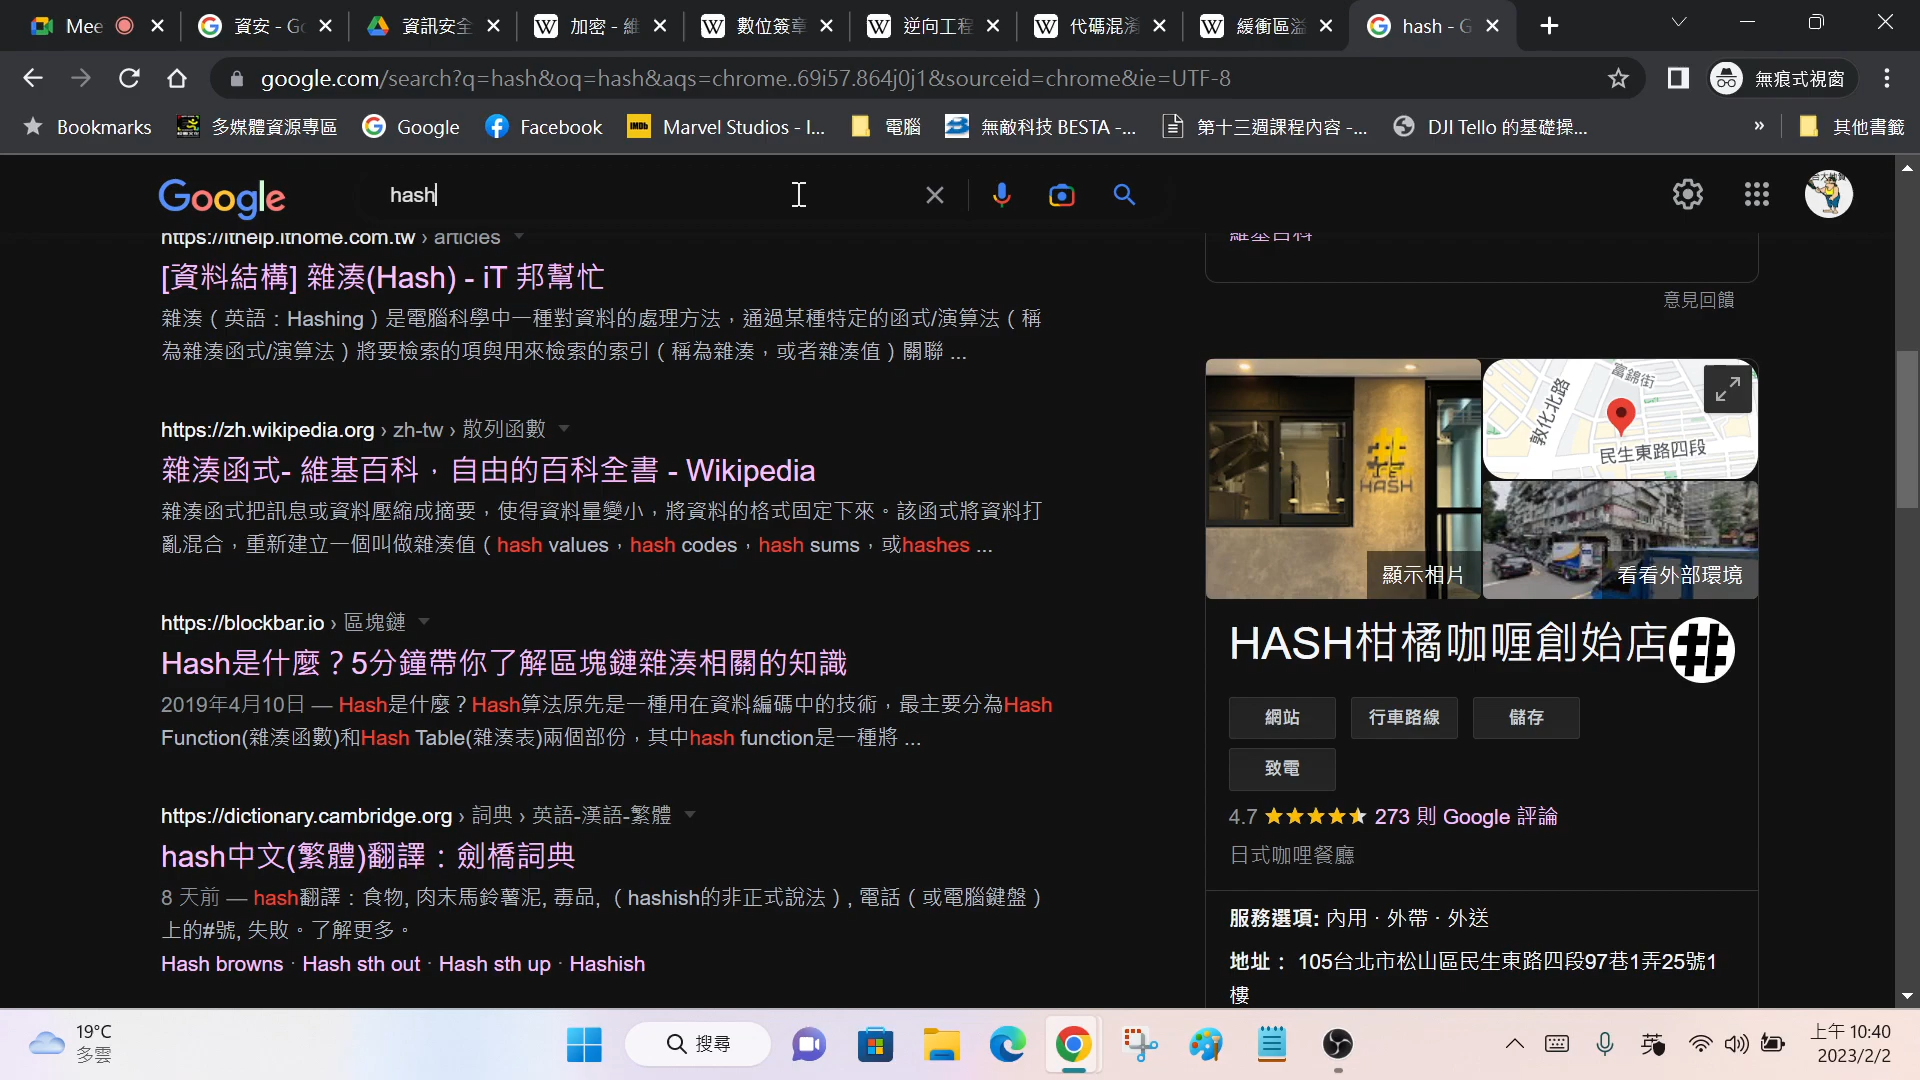 Mee
資安 - Go
資訊安全
加密 - 維
數位簽章
逆向工程
代碼混淆
緩衝區溢
hash - G
google.com/search?q=hash&oq=hash&aqs=chrome..69i57.864j0j1&sourceid=chrome&ie=UTF-8
無痕式視窗
Bookmarks
多媒體資源專區
Google
Facebook
IMDb
Marvel Studios - I...
電腦
無敵科技 BESTA -...
第十三週課程內容 -...
DJI Tello 的基礎操...
»
其他書籤
Google
hash
https://ithelp.ithome.com.tw › articles
[資料結構] 雜湊(Hash) - iT 邦幫忙
雜湊（英語：Hashing）是電腦科學中一種對資料的處理方法，通過某種特定的函式/演算法（稱
為雜湊函式/演算法）將要檢索的項與用來檢索的索引（稱為雜湊，或者雜湊值）關聯 ...
https://zh.wikipedia.org › zh-tw › 散列函數
雜湊函式- 維基百科，自由的百科全書 - Wikipedia
雜湊函式把訊息或資料壓縮成摘要，使得資料量變小，將資料的格式固定下來。該函式將資料打
亂混合，重新建立一個叫做雜湊值（hash values，hash codes，hash sums，或hashes ...
https://blockbar.io › 區塊鏈
Hash是什麼？5分鐘帶你了解區塊鏈雜湊相關的知識
2019年4月10日 — Hash是什麼？Hash算法原先是一種用在資料編碼中的技術，最主要分為Hash
Function(雜湊函數)和Hash Table(雜湊表)兩個部份，其中hash function是一種將 ...
https://dictionary.cambridge.org › 詞典 › 英語-漢語-繁體
hash中文(繁體)翻譯：劍橋詞典
8 天前 — hash翻譯：食物, 肉末馬鈴薯泥, 毒品, （hashish的非正式說法）, 電話（或電腦鍵盤）
上的#號, 失敗。了解更多。
Hash browns · Hash sth out · Hash sth up · Hashish
維基百科
意見回饋
HASH
顯示相片
富錦街
敦化北路
民生東路四段
看看外部環境
HASH柑橘咖喱創始店
網站
行車路線
儲存
致電
4.7 273 則 Google 評論
日式咖哩餐廳
服務選項: 內用 · 外帶 · 外送
地址： 105台北市松山區民生東路四段97巷1弄25號1
樓
19°C
多雲
搜尋
英
上午 10:40
2023/2/2